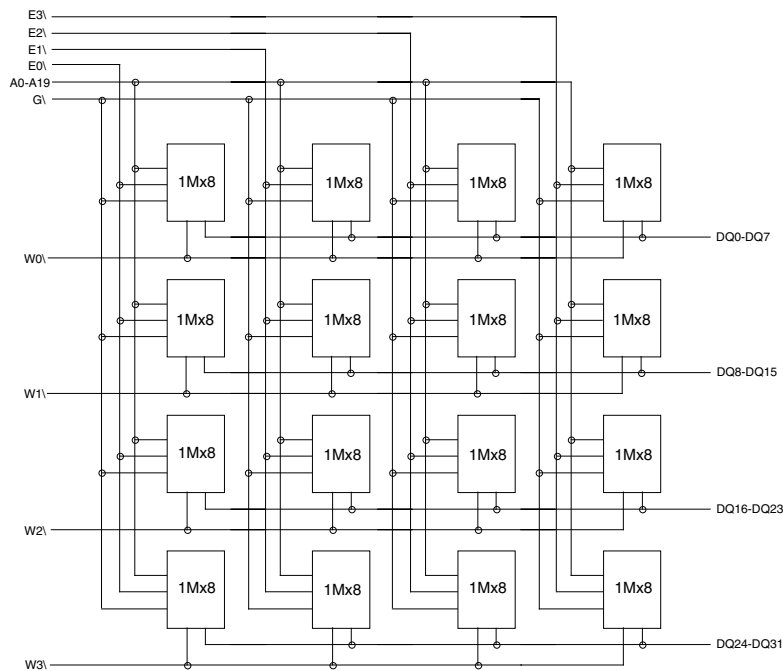 E3\
E2\
E1\
E0\
A0-A19
G\
1Mx8 1Mx8 1Mx8 1Mx8
DQ0-DQ7
W0\
1Mx8 1Mx8 1Mx8 1Mx8
DQ8-DQ15
W1\
1Mx8 1Mx8 1Mx8 1Mx8
DQ16-DQ23
W2\
1Mx8 1Mx8 1Mx8 1Mx8
DQ24-DQ31
W3\